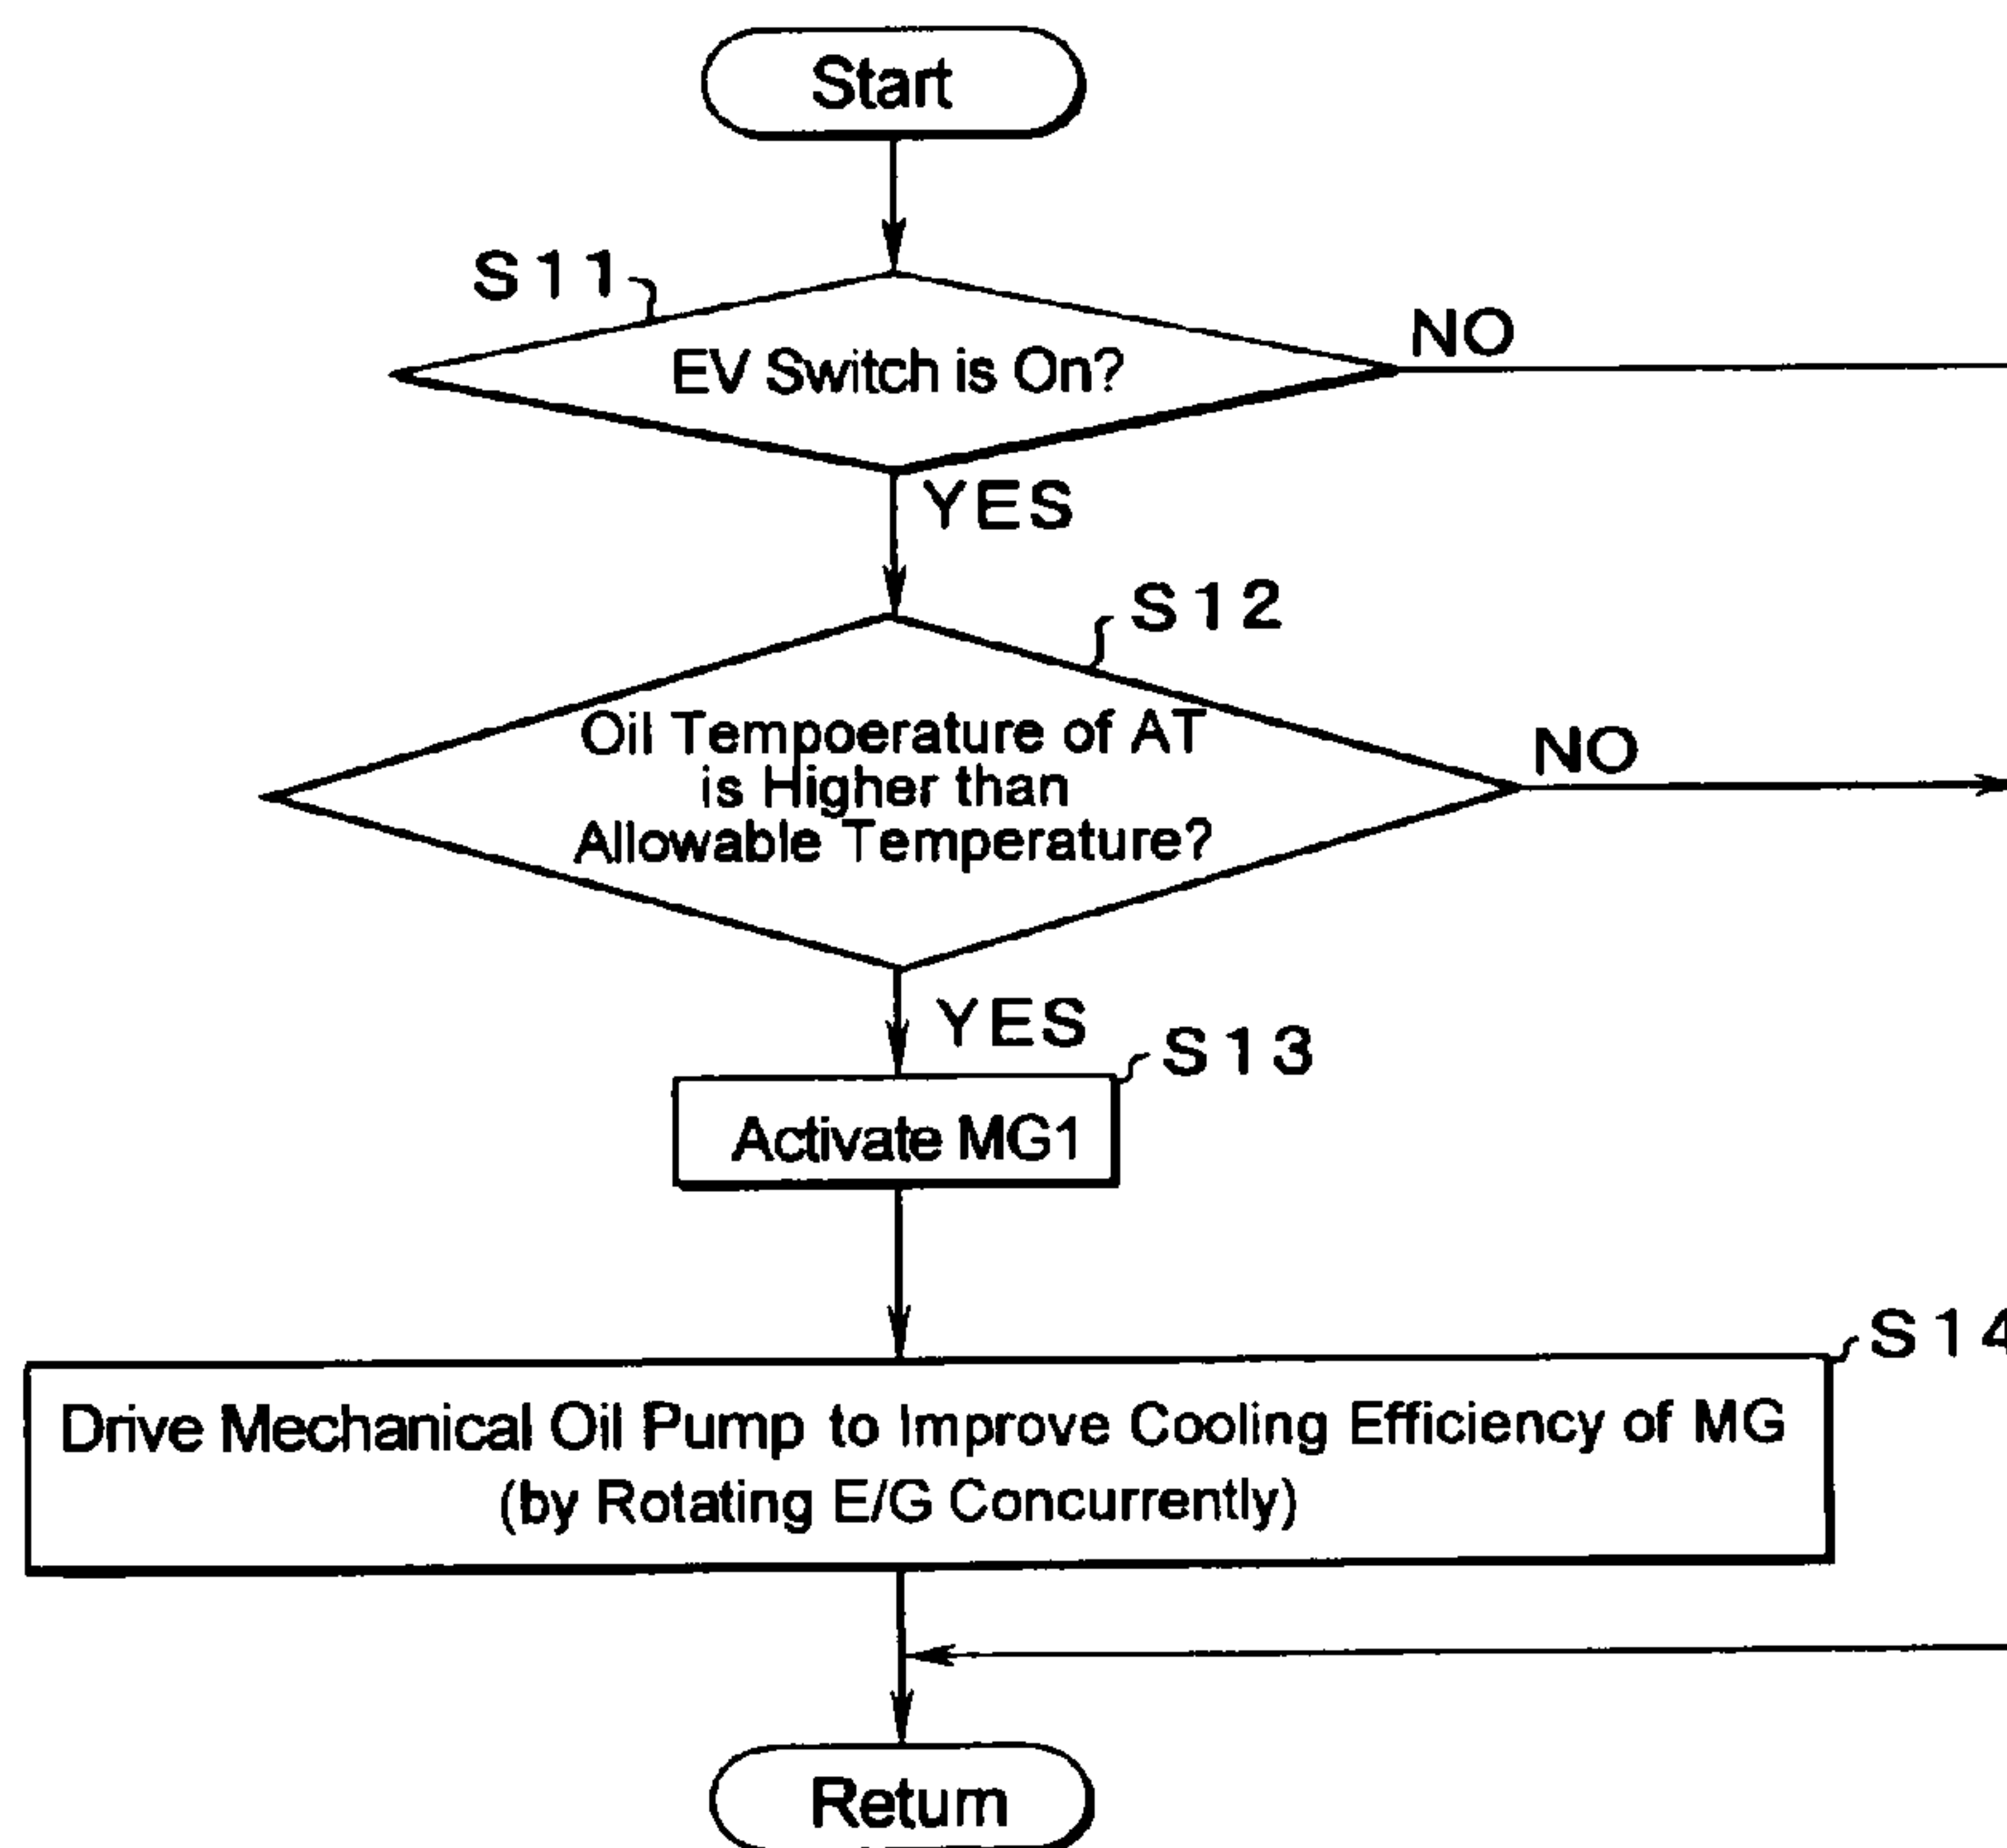 Start
S11
EV Switch is On?
NO
YES
S12
Oil Tempoerature of AT
is Higher than
Allowable Temperature?
NO
YES
S13
Activate MG1
S14
Drive Mechanical Oil Pump to Improve Cooling Efficiency of MG
(by Rotating E/G Concurrently)
Return